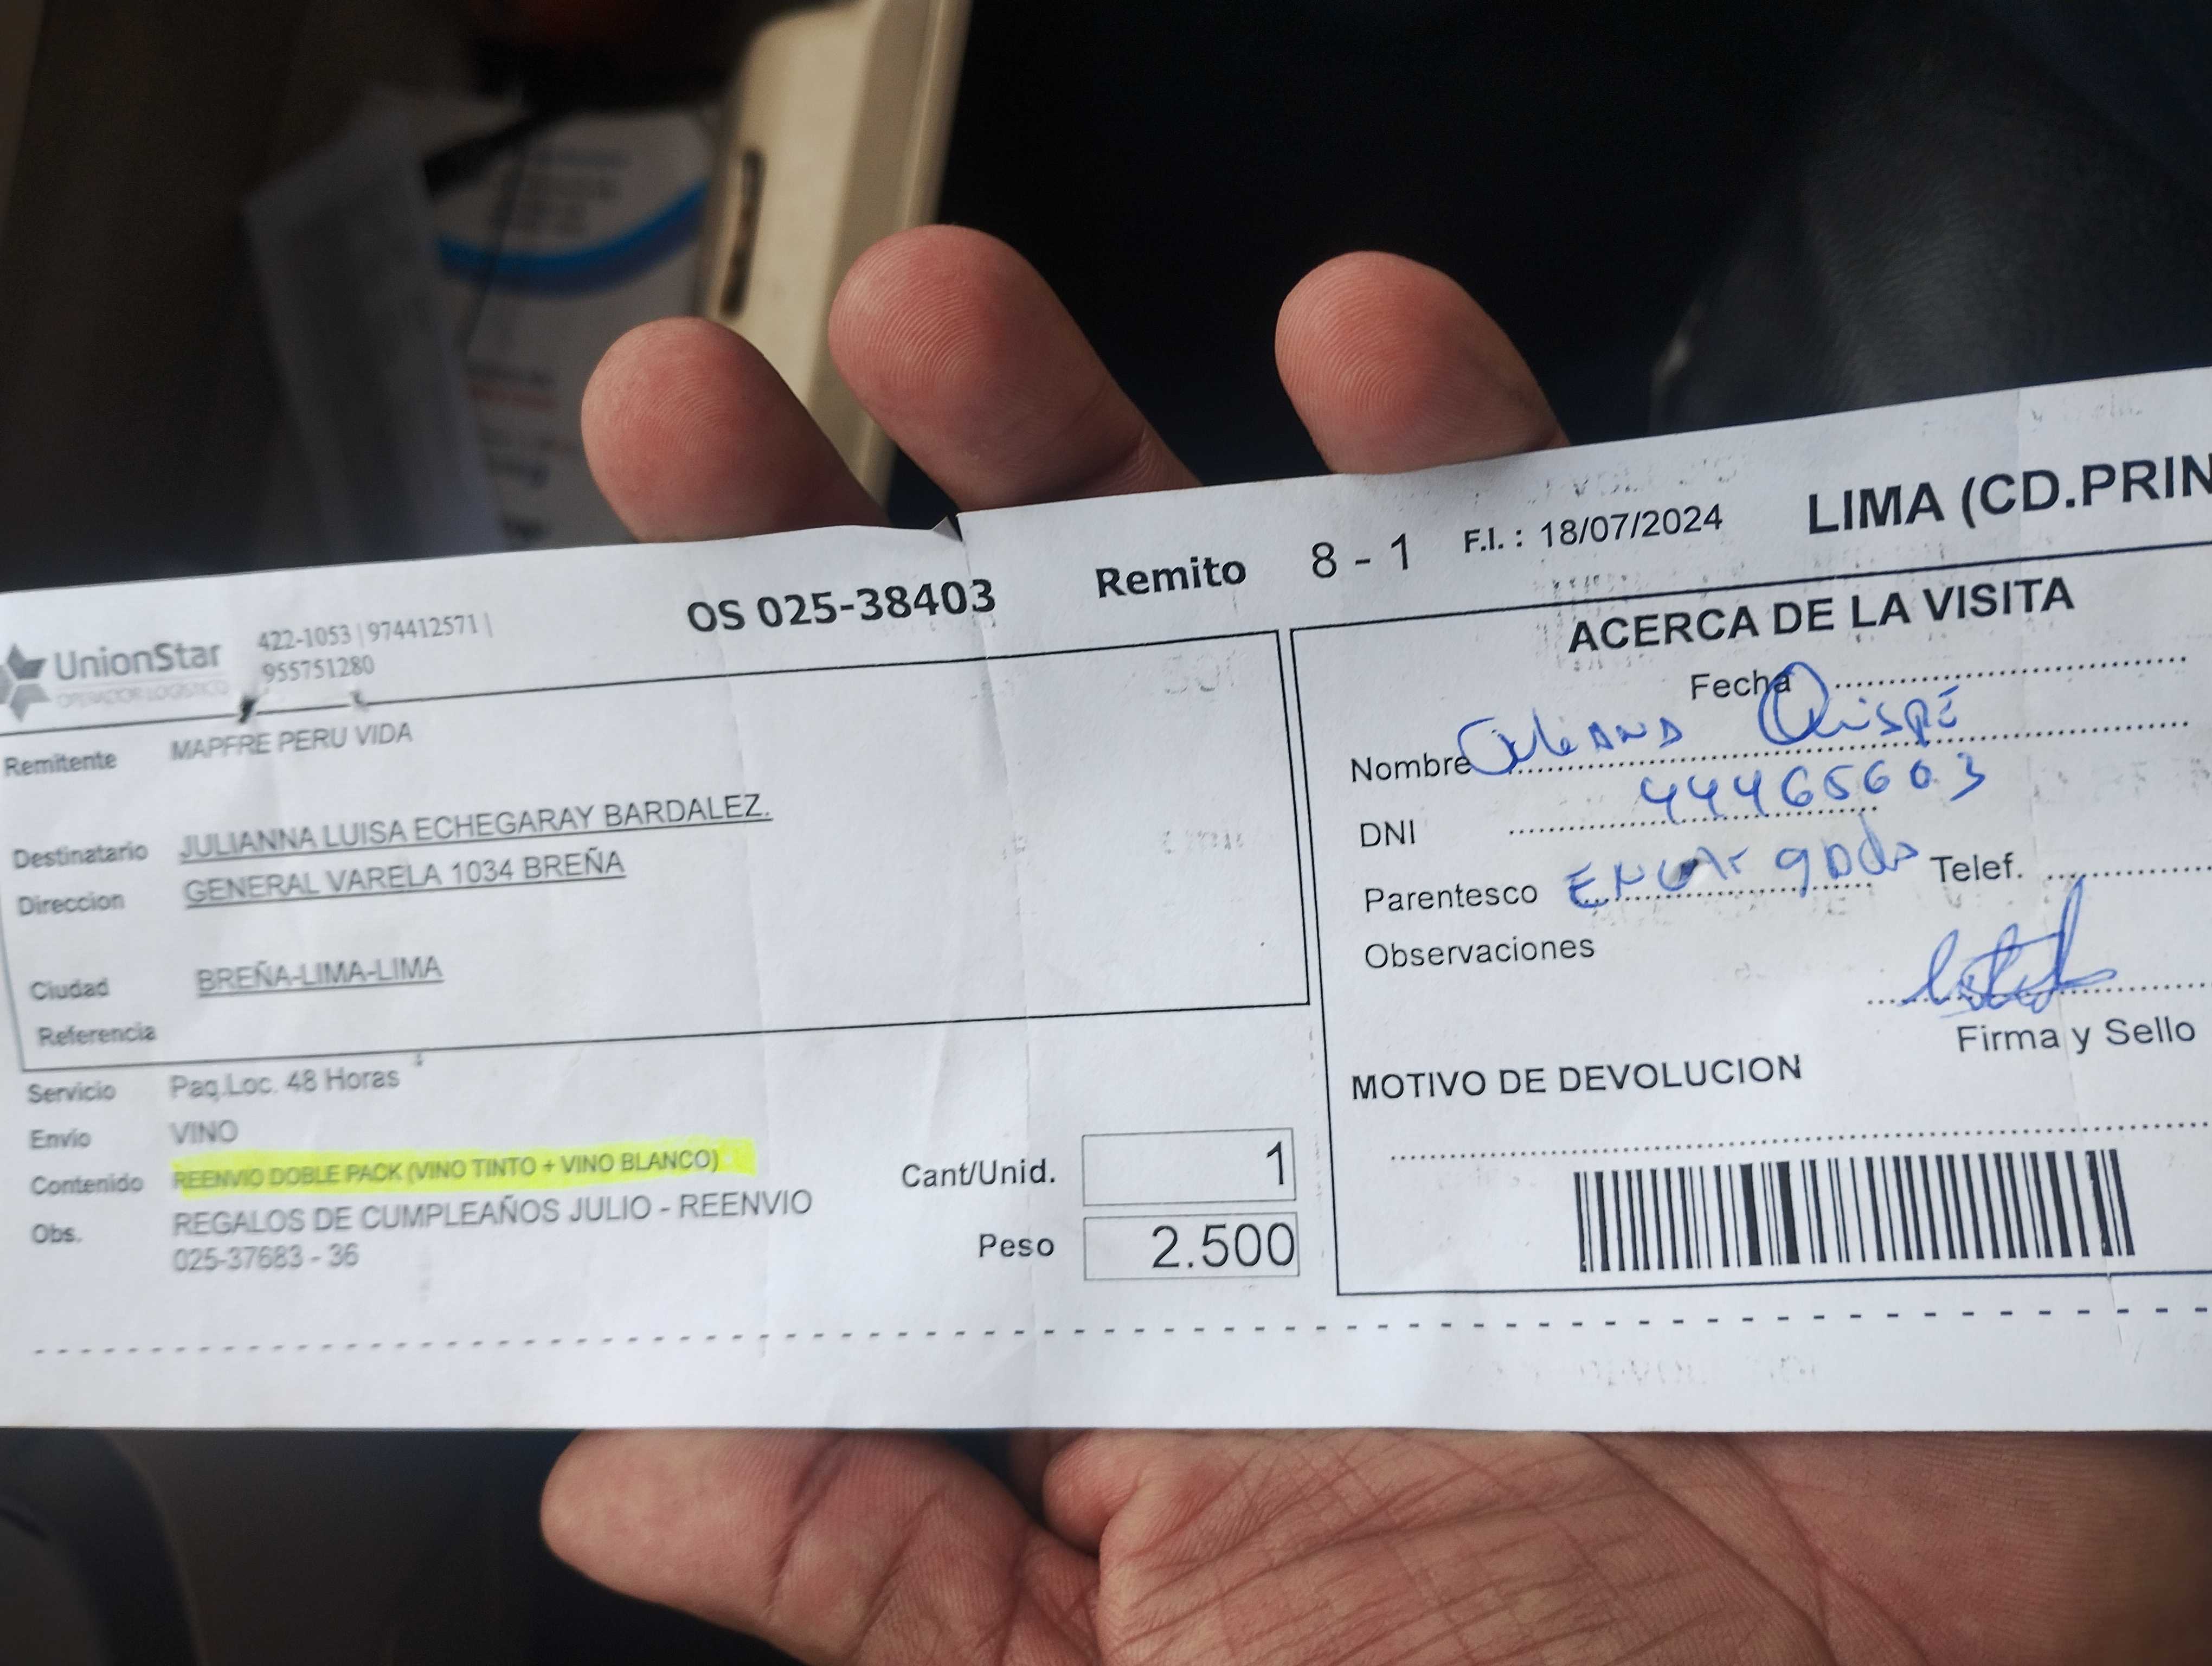 UnionStar
OPERADOR LOGISTICO
422-1053 | 974412571 |
955751280
OS 025-38403
Remito 8 - 1
F.I. : 18/07/2024
LIMA (CD.PRIN
Remitente MAPFRE PERU VIDA
Destinatario JULIANNA LUISA ECHEGARAY BARDALEZ.
Direccion GENERAL VARELA 1034 BREÑA
Ciudad BREÑA-LIMA-LIMA
Referencia
Servicio Paq.Loc. 48 Horas
Envio VINO
Contenido REENVIO DOBLE PACK (VINO TINTO + VINO BLANCO)
Obs. REGALOS DE CUMPLEAÑOS JULIO - REENVIO
025-37683 - 36
Cant/Unid. 1
Peso 2.500
ACERCA DE LA VISITA
Fecha
Nombre Quispé
DNI 44465603
Parentesco Telef.
Observaciones
Firma y Sello
MOTIVO DE DEVOLUCION